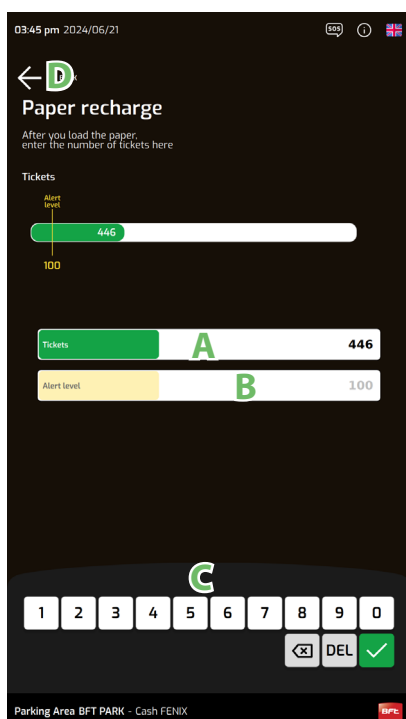 03:45 pm 2024/06/21
SOS
D
Paper recharge
After you load the paper,
enter the number of tickets here
Tickets
Alert
level
446
100
Tickets A 446
Alert level B 100
C
1 2 3 4 5 6 7 8 9 0
DEL
Parking Area BFT PARK - Cash FENIX BFT